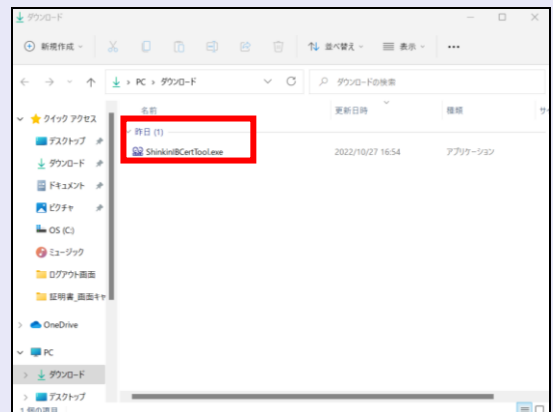 ダウンロード
新規作成
並べ替え
表示
PC > ダウンロード
ダウンロードの検索
名前
更新日時
種類
サイ
クイック アクセス
デスクトップ
ダウンロード
ドキュメント
ピクチャ
OS (C:)
ミュージック
ログアウト画面
証明書_画面キャ
OneDrive
PC
ダウンロード
デスクトップ
昨日 (1)
ShinkinIBCertTool.exe
2022/10/27 16:54
アプリケーション
1 個の項目